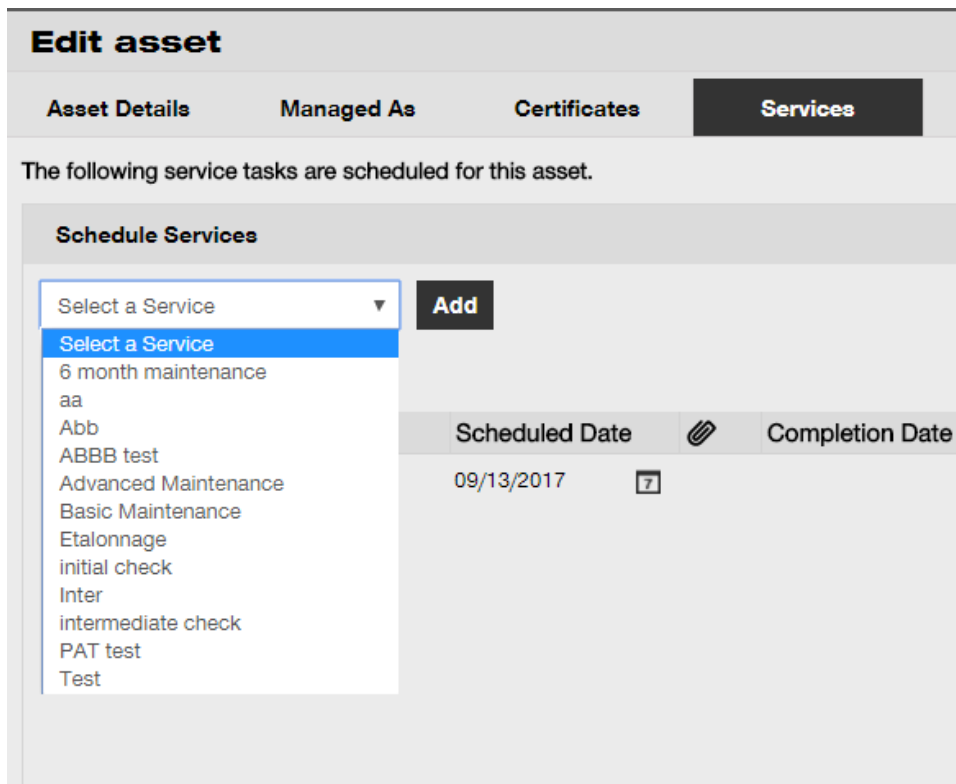 Edit asset
Asset Details Managed As Certificates Services
The following service tasks are scheduled for this asset.
Schedule Services
Select a Service Add
Select a Service
6 month maintenance
aa
Abb
ABBB test
Advanced Maintenance
Basic Maintenance
Etalonnage
initial check
Inter
intermediate check
PAT test
Test
Scheduled Date Completion Date
09/13/2017 7